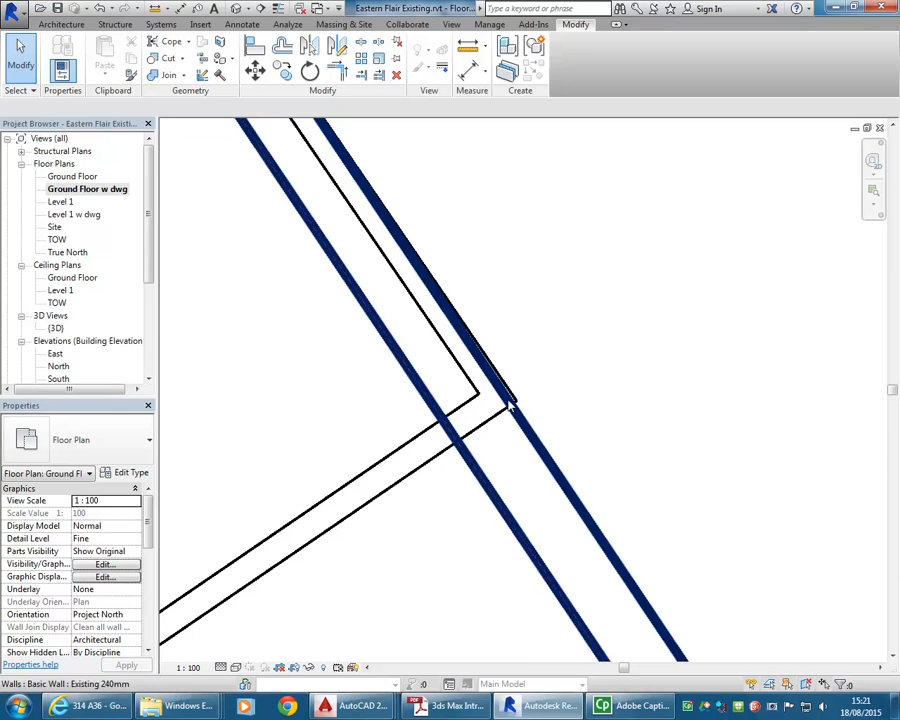 Eastern Flair Existing.rvt - Floor...
Type a keyword or phrase
Sign In
Architecture Structure Systems Insert Annotate Analyze Massing & Site Collaborate View Manage Add-Ins Modify
Modify
Paste
Cope
Cut
Join
Select Properties Clipboard Geometry Modify View Measure Create
Project Browser - Eastern Flair Existi...
Views (all)
Structural Plans
Floor Plans
Ground Floor
Ground Floor w dwg
Level 1
Level 1 w dwg
Site
TOW
True North
Ceiling Plans
Ground Floor
Level 1
TOW
3D Views
{3D}
Elevations (Building Elevation
East
North
South
Properties
Floor Plan
Floor Plan: Ground Fl Edit Type
Graphics
View Scale 1 : 100
Scale Value 1: 100
Display Model Normal
Detail Level Fine
Parts Visibility Show Original
Visibility/Graph... Edit...
Graphic Displa... Edit...
Underlay None
Underlay Orien... Plan
Orientation Project North
Wall Join Display Clean all wall ...
Discipline Architectural
Show Hidden L... By Discipline
Properties help Apply
1 : 100
Walls : Basic Wall : Existing 240mm
:0
Main Model
:0
314 A36 - Go...
Windows E...
AutoCAD 2...
3ds Max Intr...
Autodesk Re...
Adobe Capti...
15:21
18/08/2015